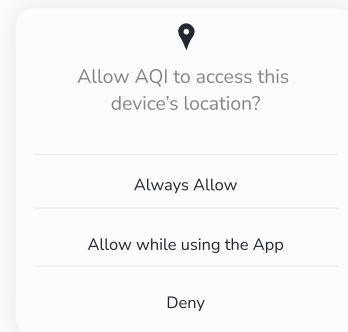 Allow AQI to access this
device’s location?
Always Allow
Allow while using the App
Deny